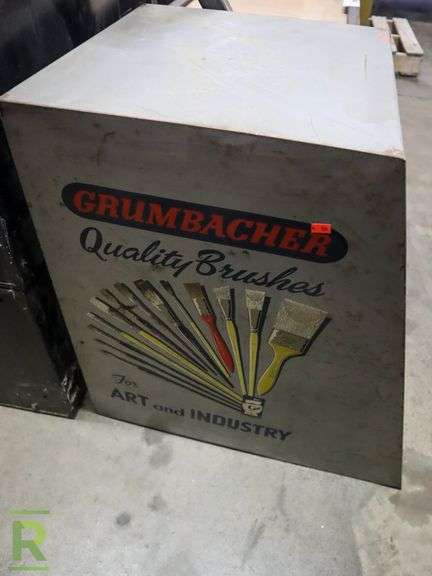 GRUMBACHER
Quality Brushes
For
ART and INDUSTRY
R